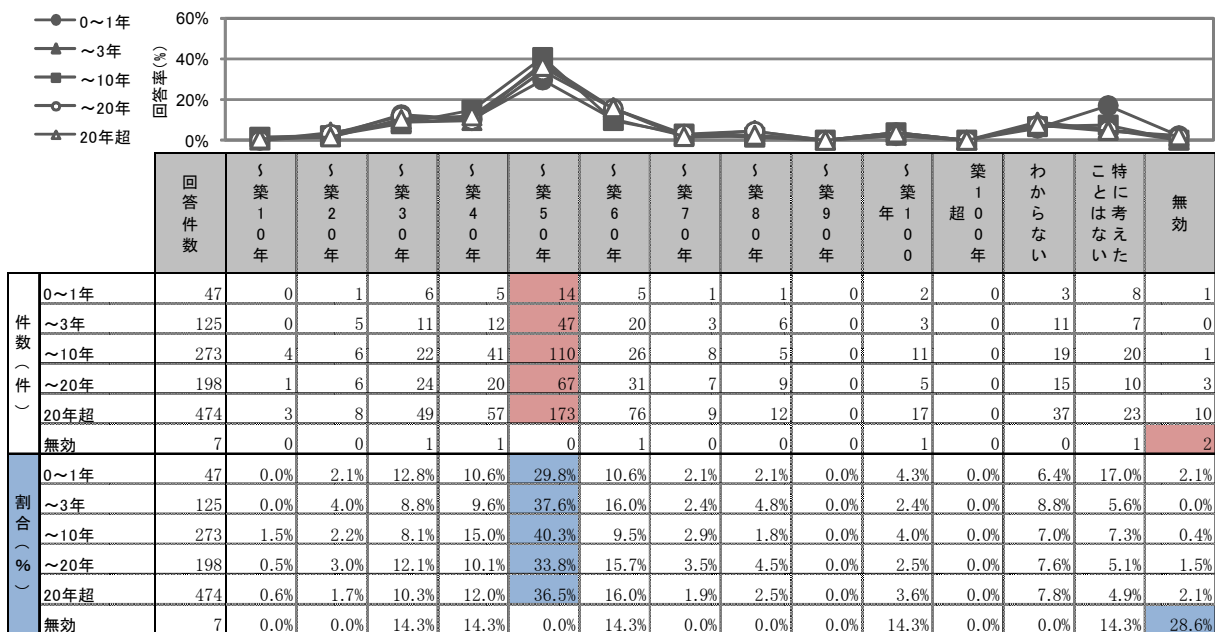 0～1年
～3年
～10年
～20年
20年超
回答率(%)
60%
40%
20%
0%
回答件数
～築10年
～築20年
～築30年
～築40年
～築50年
～築60年
～築70年
～築80年
～築90年
～築100年
築100年超
わからない
特に考えたことはない
無効
件数（件）
0～1年 47 0 1 6 5 14 5 1 1 0 2 0 3 8 1
～3年 125 0 5 11 12 47 20 3 6 0 3 0 11 7 0
～10年 273 4 6 22 41 110 26 8 5 0 11 0 19 20 1
～20年 198 1 6 24 20 67 31 7 9 0 5 0 15 10 3
20年超 474 3 8 49 57 173 76 9 12 0 17 0 37 23 10
無効 7 0 0 1 1 0 1 0 0 0 1 0 0 1 2
割合（%）
0～1年 47 0.0% 2.1% 12.8% 10.6% 29.8% 10.6% 2.1% 2.1% 0.0% 4.3% 0.0% 6.4% 17.0% 2.1%
～3年 125 0.0% 4.0% 8.8% 9.6% 37.6% 16.0% 2.4% 4.8% 0.0% 2.4% 0.0% 8.8% 5.6% 0.0%
～10年 273 1.5% 2.2% 8.1% 15.0% 40.3% 9.5% 2.9% 1.8% 0.0% 4.0% 0.0% 7.0% 7.3% 0.4%
～20年 198 0.5% 3.0% 12.1% 10.1% 33.8% 15.7% 3.5% 4.5% 0.0% 2.5% 0.0% 7.6% 5.1% 1.5%
20年超 474 0.6% 1.7% 10.3% 12.0% 36.5% 16.0% 1.9% 2.5% 0.0% 3.6% 0.0% 7.8% 4.9% 2.1%
無効 7 0.0% 0.0% 14.3% 14.3% 0.0% 14.3% 0.0% 0.0% 0.0% 14.3% 0.0% 0.0% 14.3% 28.6%